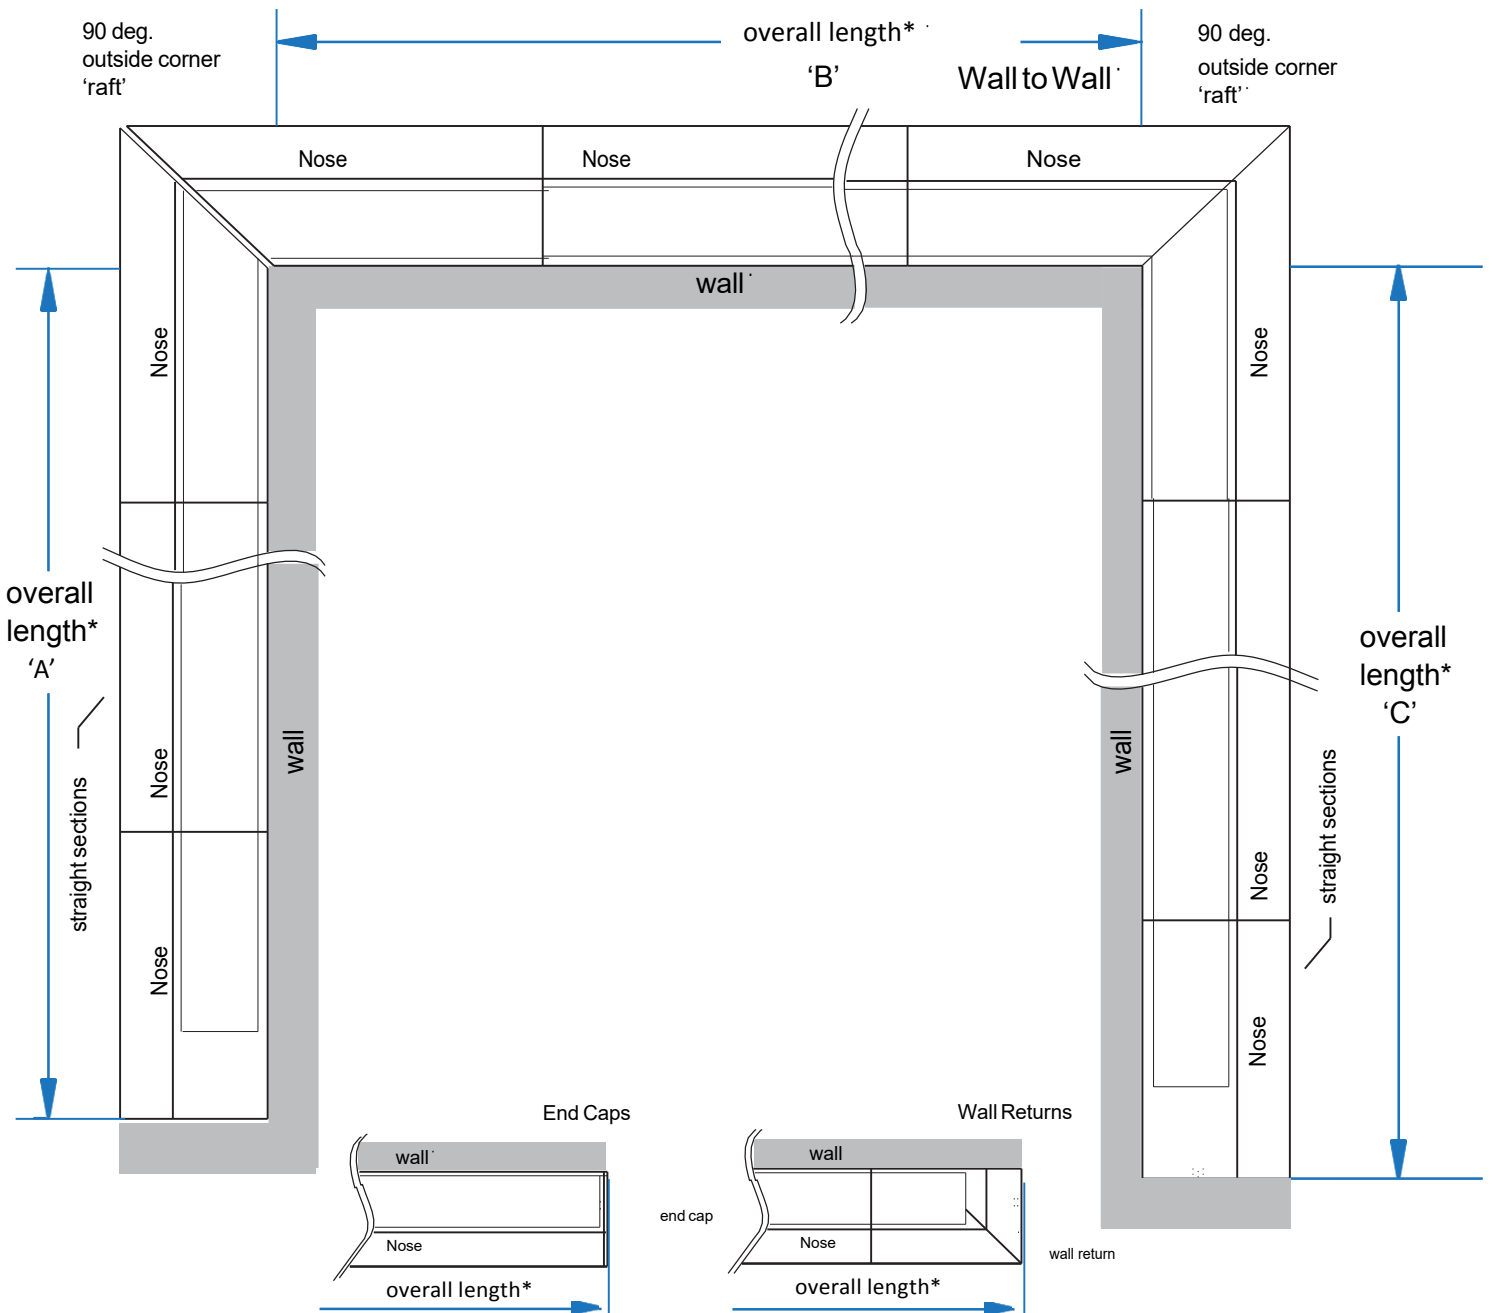 90 deg.
outside corner
‘raft’
overall length*
‘B’
Wall to Wall
90 deg.
outside corner
‘raft’
Nose
Nose
Nose
wall
Nose
Nose
overall
length*
‘A’
overall
length*
‘C’
wall
wall
Nose
straight sections
straight sections
Nose
Nose
Nose
End Caps
Wall Returns
wall
wall
end cap
Nose
Nose
wall return
overall length*
overall length*